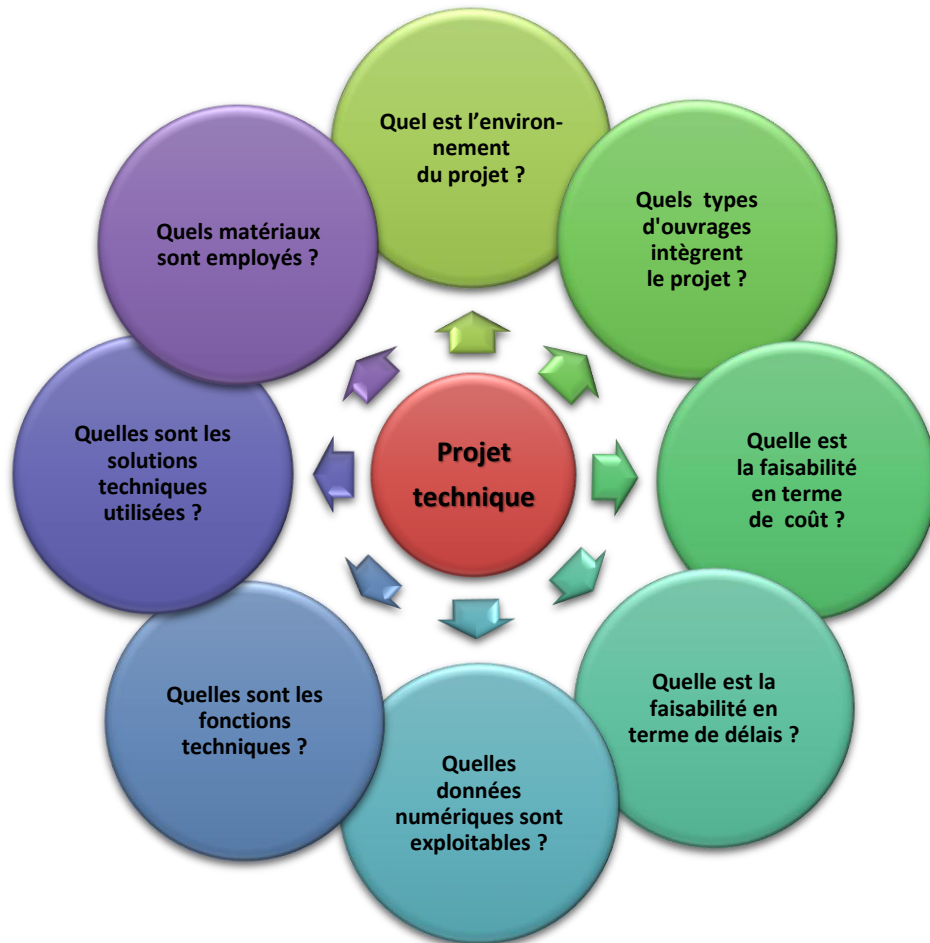 Quel est l’environ-
nement
du projet ?
Quels types
d'ouvrages
intègrent
le projet ?
Quelle est
la faisabilité
en terme
de coût ?
Quelle est la
faisabilité en
terme de délais ?
Quelles
données
numériques sont
exploitables ?
Quelles sont les
fonctions
techniques ?
Quelles sont les
solutions
techniques
utilisées ?
Quels matériaux
sont employés ?
Projet
technique